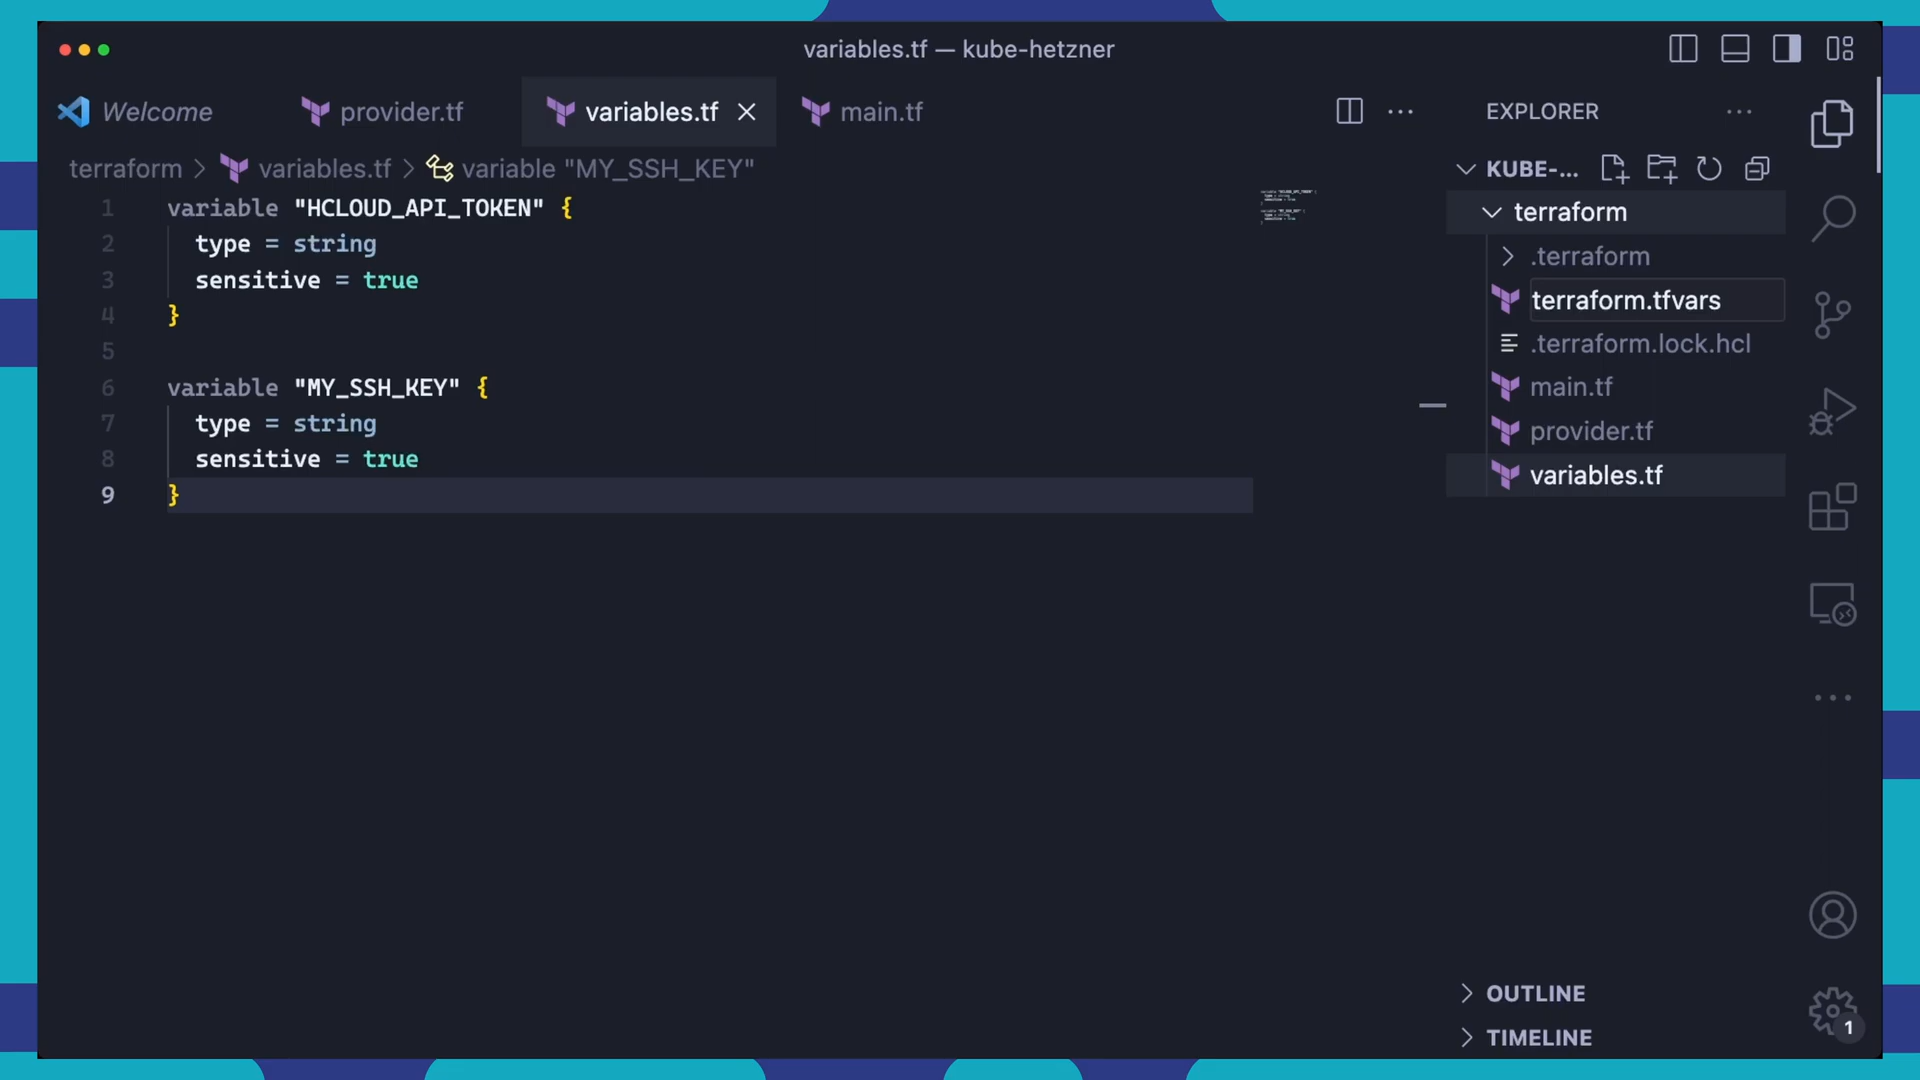 variables.tf — kube-hetzner
Welcome
provider.tf
variables.tf
main.tf
terraform > variables.tf > variable "MY_SSH_KEY"
1 variable "HCLOUD_API_TOKEN" {
2 type = string
3 sensitive = true
4 }
5
6 variable "MY_SSH_KEY" {
7 type = string
8 sensitive = true
9 }
EXPLORER
KUBE-...
terraform
.terraform
terraform.tfvars
.terraform.lock.hcl
main.tf
provider.tf
variables.tf
OUTLINE
TIMELINE
1